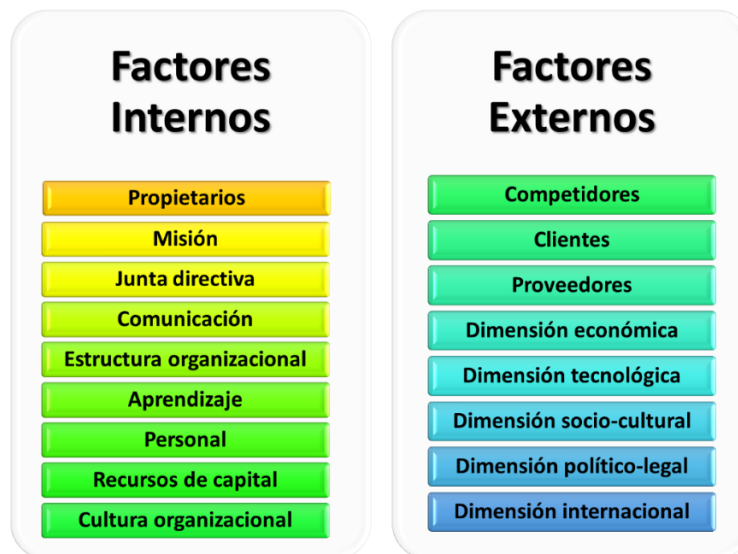 Factores
Internos
Propietarios
Misión
Junta directiva
Comunicación
Estructura organizacional
Aprendizaje
Personal
Recursos de capital
Cultura organizacional
Factores
Externos
Competidores
Clientes
Proveedores
Dimensión económica
Dimensión tecnológica
Dimensión socio-cultural
Dimensión político-legal
Dimensión internacional